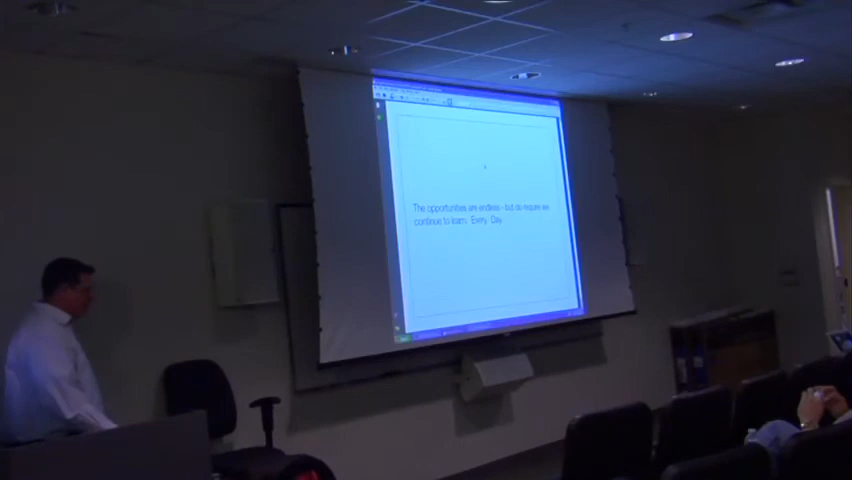 The opportunities are endless - but do require we
continue to learn. Every. Day.